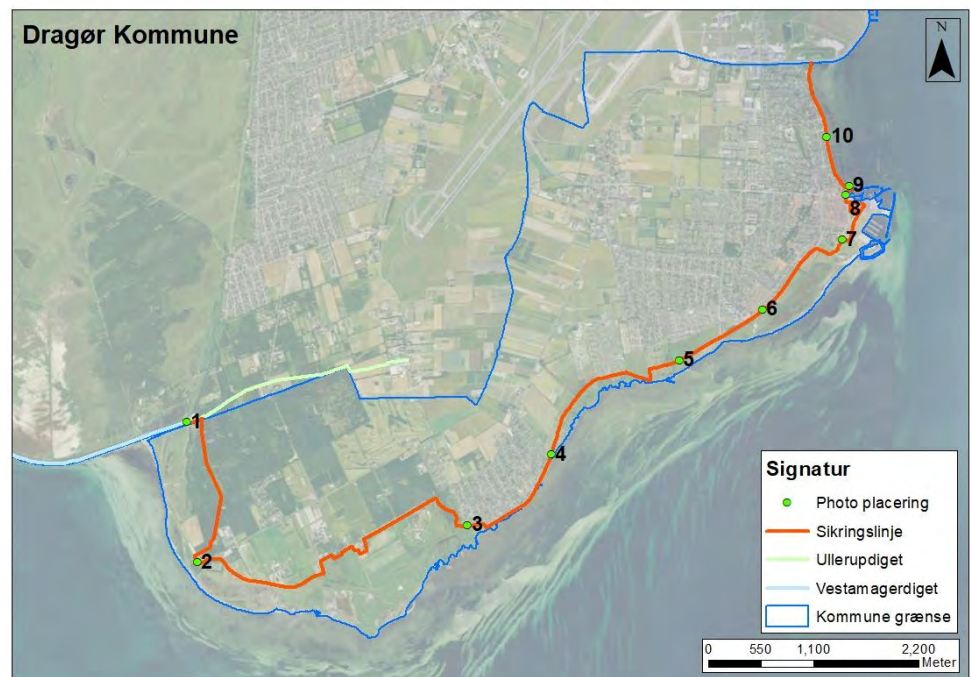 Dragør Kommune
N
10
9
8
7
6
5
1
4
3
2
Signatur
Photo placering
Sikringslinje
Ullerupdiget
Vestamagerdiget
Kommune grænse
0 550 1,100 2,200
Meter